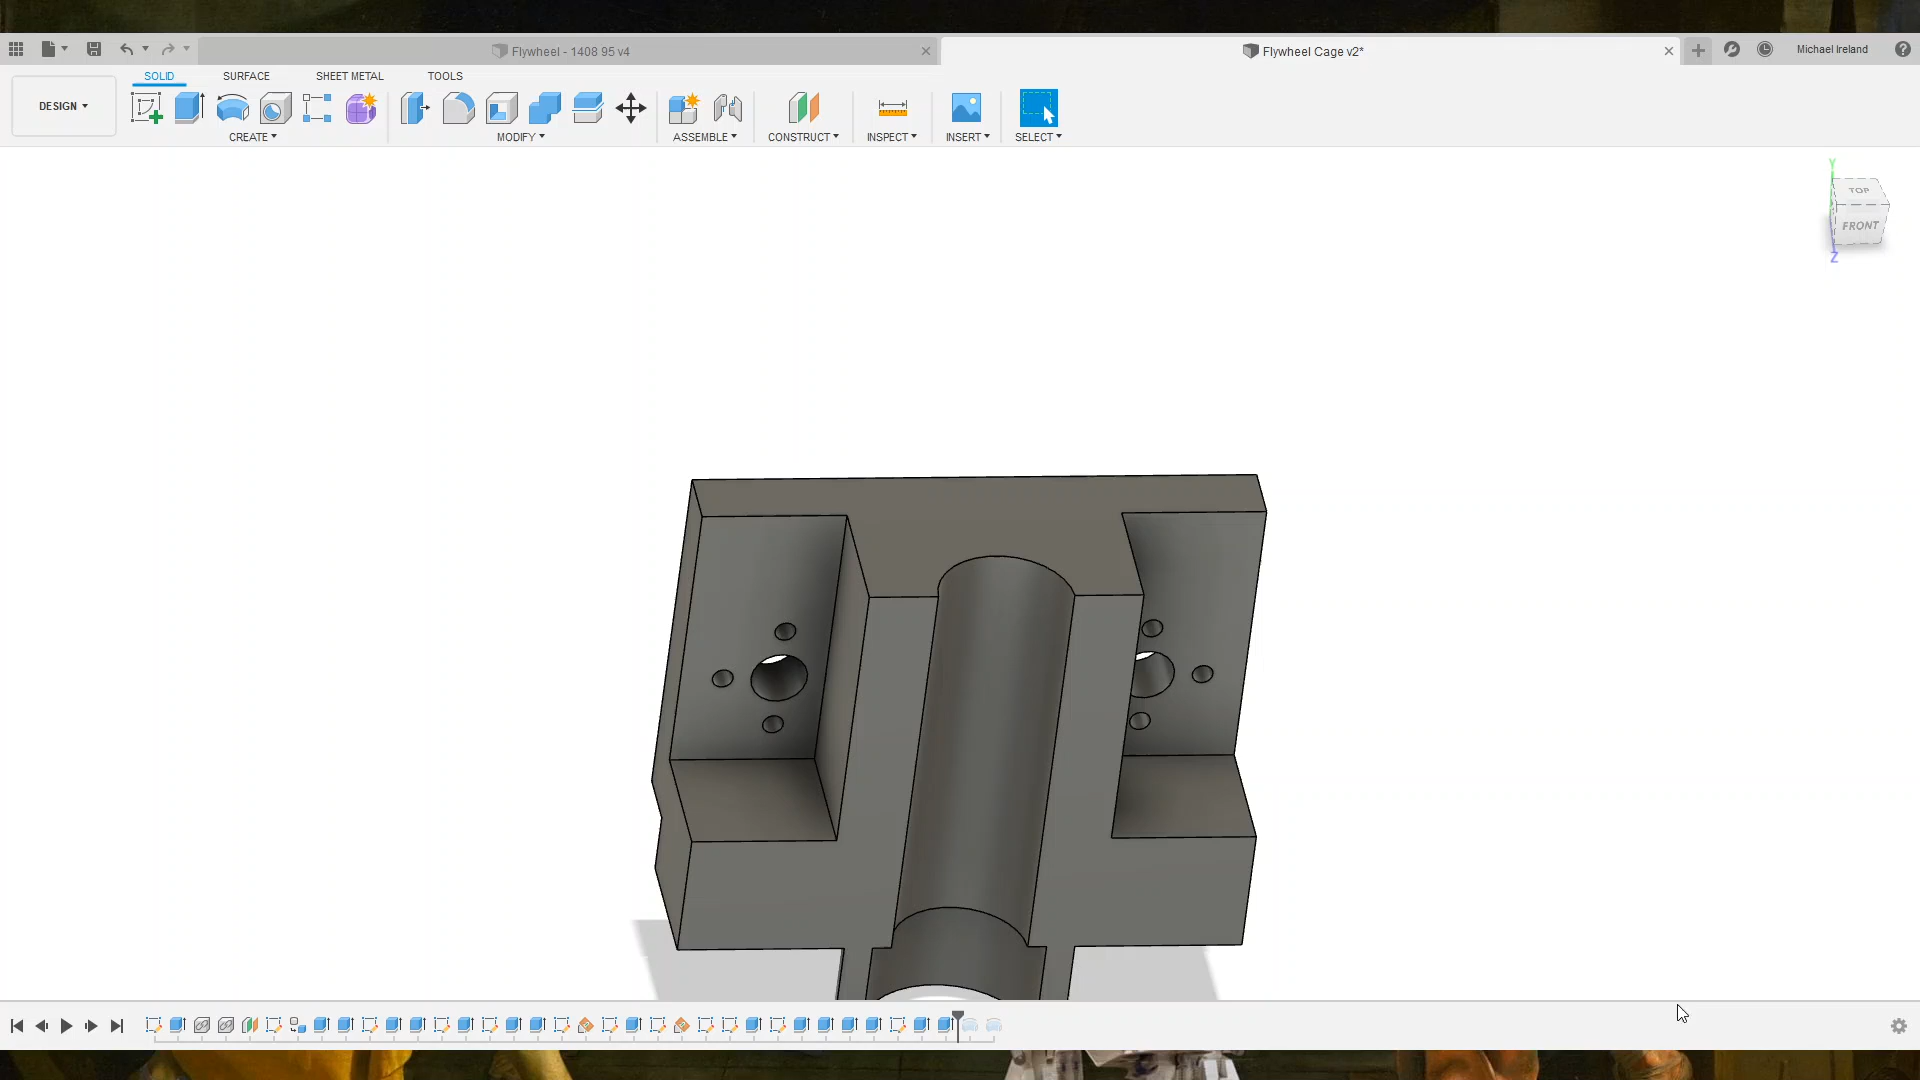 Flywheel - 1408 95 v4
Flywheel Cage v2*
Michael Ireland
DESIGN
SOLID
SURFACE
SHEET METAL
TOOLS
CREATE
MODIFY
ASSEMBLE
CONSTRUCT
INSPECT
INSERT
SELECT
Y
TOP
FRONT
Z